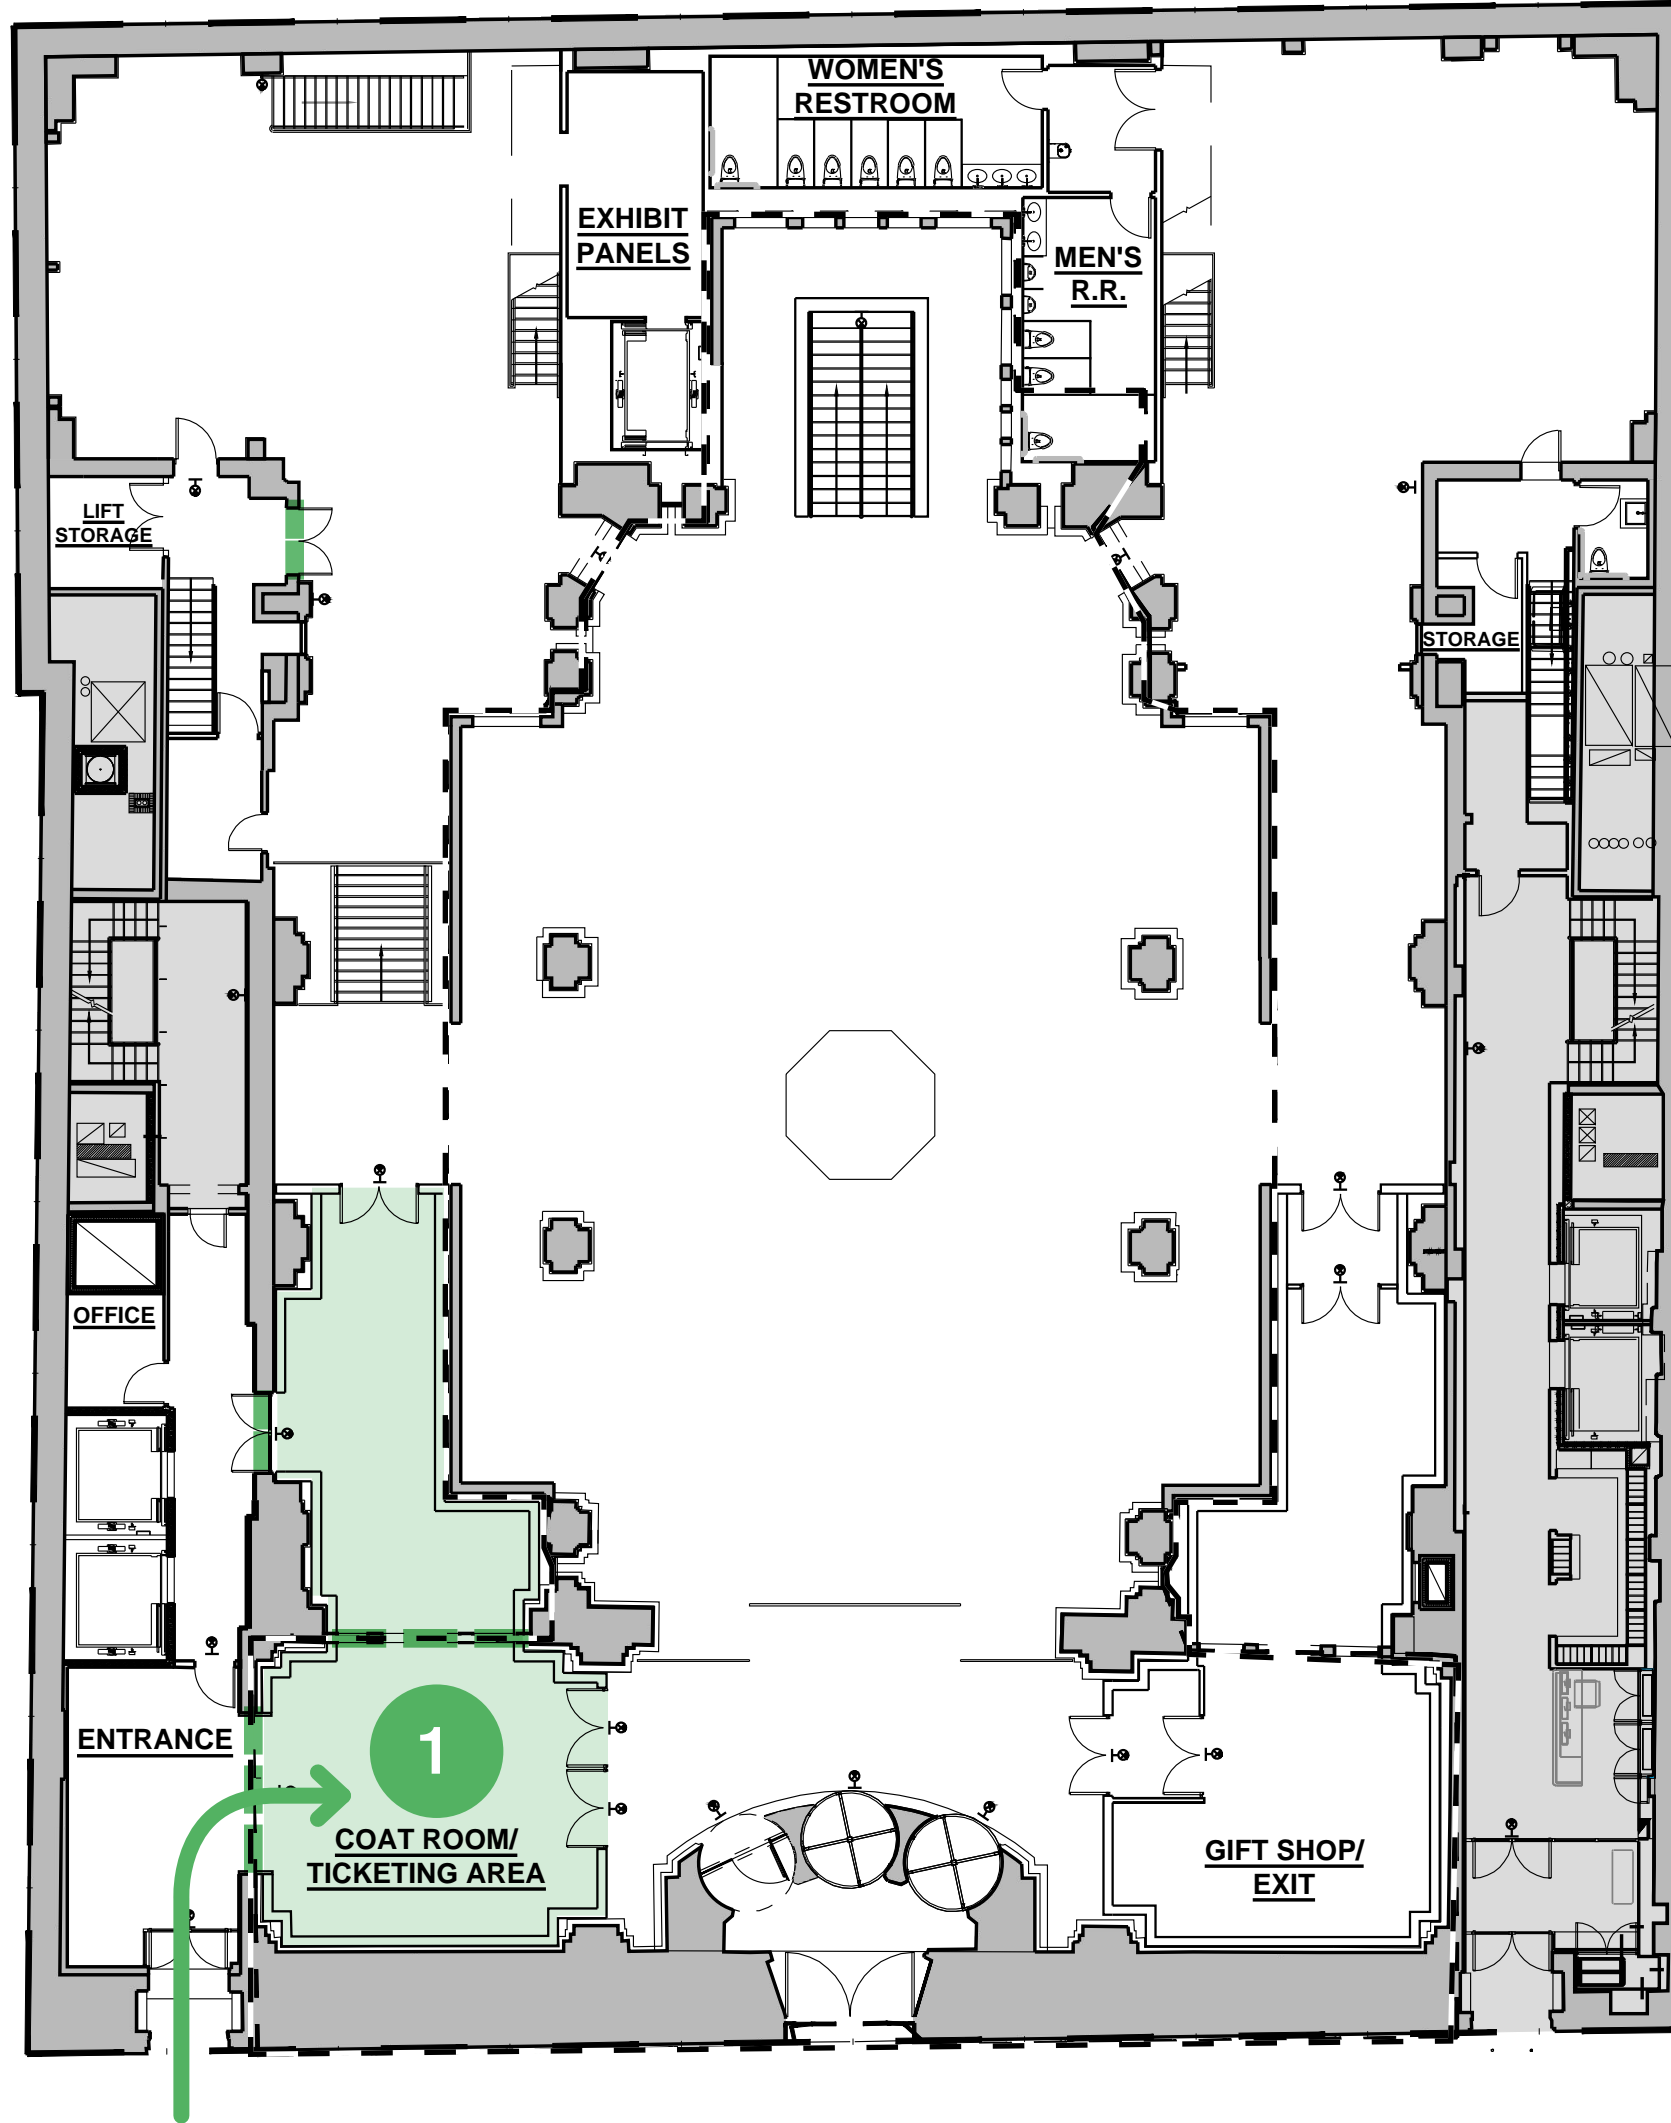 WOMEN'S
RESTROOM
EXHIBIT
PANELS
MEN'S
R.R.
LIFT
STORAGE
STORAGE
OFFICE
ENTRANCE
1
COAT ROOM/
TICKETING AREA
GIFT SHOP/
EXIT